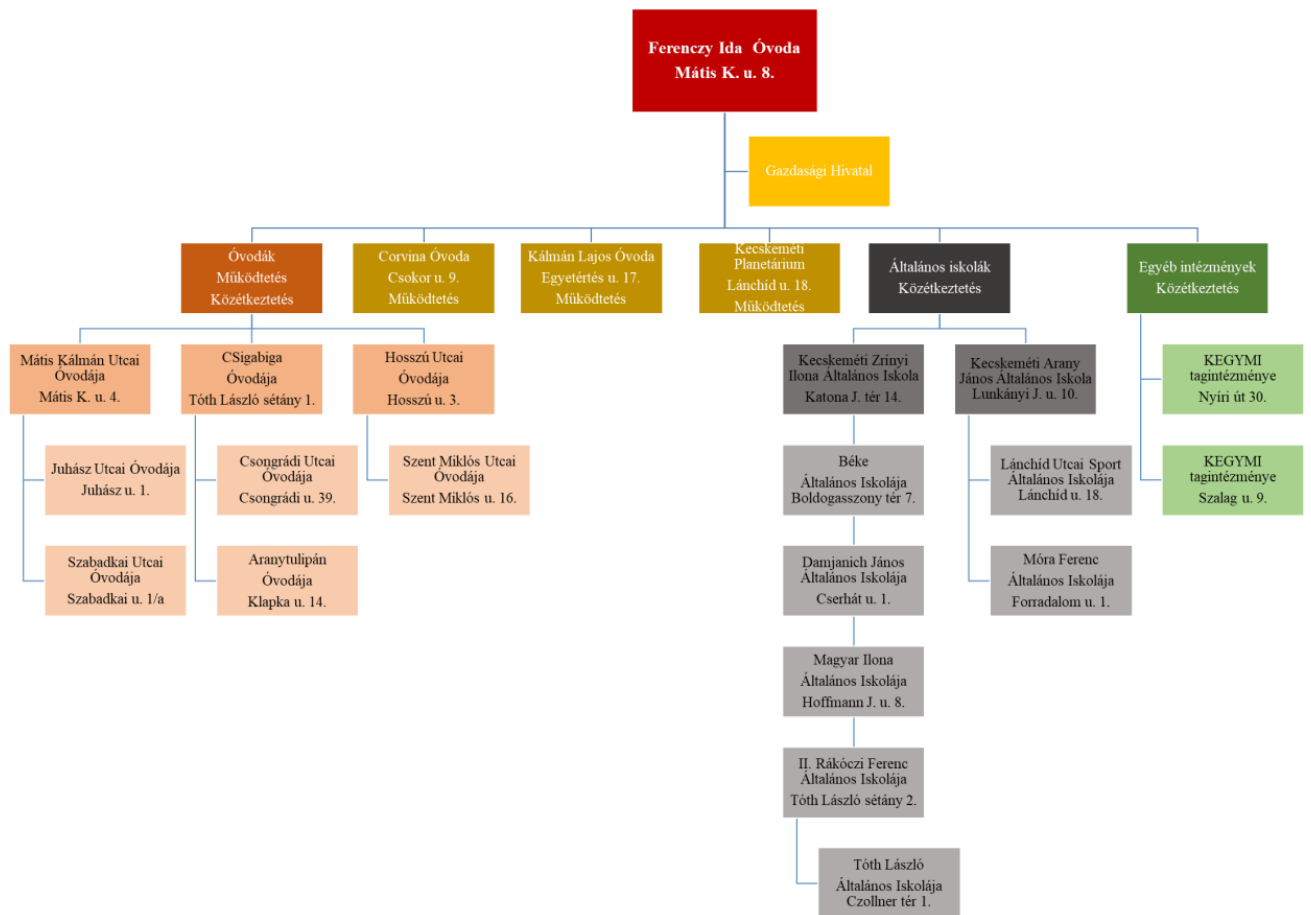 Ferenczy Ida Óvoda
Mátis K. u. 8.
Gazdasági Hivatal
Óvodák
Működtetés
Közétkeztetés
Corvina Óvoda
Csokor u. 9.
Működtetés
Kálmán Lajos Óvoda
Egyetértés u. 17.
Működtetés
Kecskeméti
Planetárium
Lánchíd u. 18.
Működtetés
Általános iskolák
Közétkeztetés
Egyéb intézmények
Közétkeztetés
Mátis Kálmán Utcai
Óvodája
Mátis K. u. 4.
Juhász Utcai Óvodája
Juhász u. 1.
Szabadkai Utcai
Óvodája
Szabadkai u. 1/a
CSigabiga
Óvodája
Tóth László sétány 1.
Csongrádi Utcai
Óvodája
Csongrádi u. 39.
Aranytulipán
Óvodája
Klapka u. 14.
Hosszú Utcai
Óvodája
Hosszú u. 3.
Szent Miklós Utcai
Óvodája
Szent Miklós u. 16.
Kecskeméti Zrínyi
Ilona Általános Iskola
Katona J. tér 14.
Béke
Általános Iskolája
Boldogasszony tér 7.
Damjanich János
Általános Iskolája
Cserhát u. 1.
Magyar Ilona
Általános Iskolája
Hoffmann J. u. 8.
II. Rákóczi Ferenc
Általános Iskolája
Tóth László sétány 2.
Tóth László
Általános Iskolája
Czollner tér 1.
Kecskeméti Arany
János Általános Iskola
Lunkányi J. u. 10.
Lánchíd Utcai Sport
Általános Iskolája
Lánchíd u. 18.
Móra Ferenc
Általános Iskolája
Forradalom u. 1.
KEGYMI
tagintézménye
Nyíri út 30.
KEGYMI
tagintézménye
Szalag u. 9.